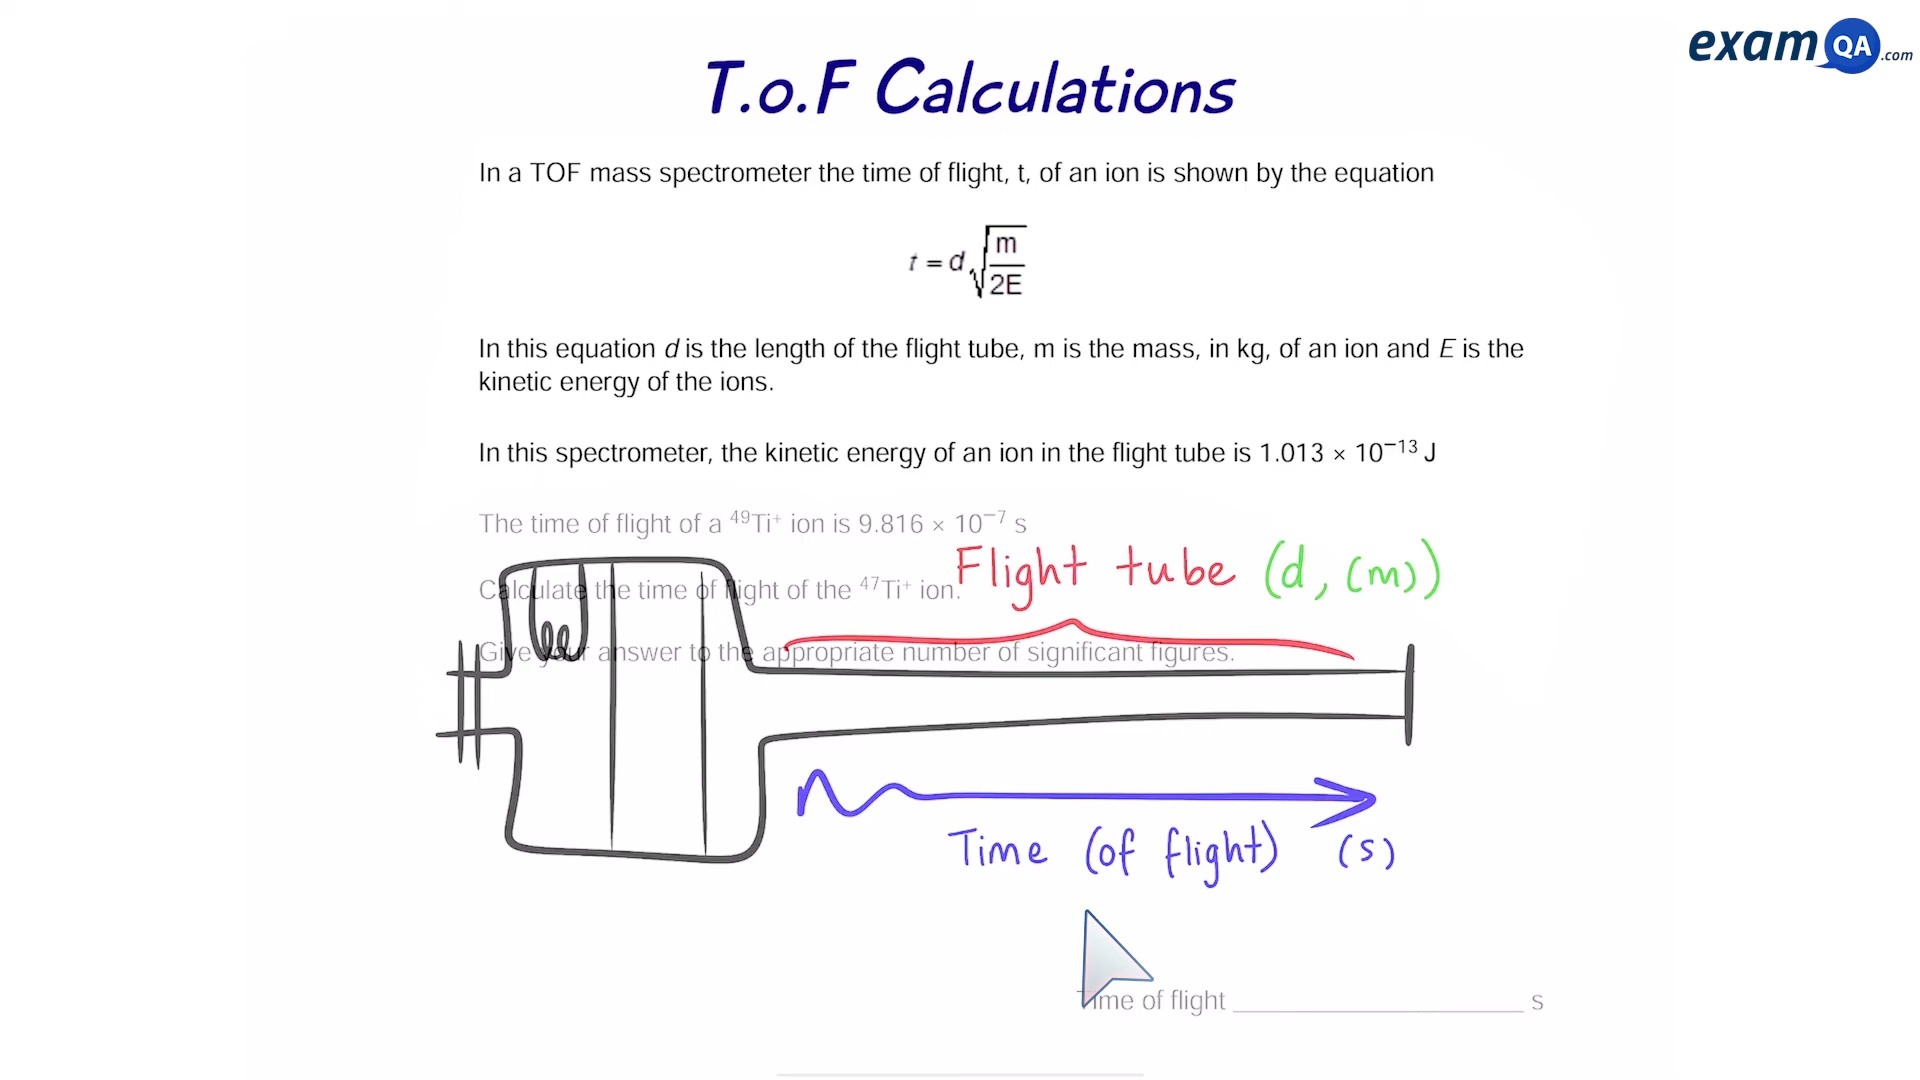 examQA.com
T.o.F Calculations
In a TOF mass spectrometer the time of flight, t, of an ion is shown by the equation
t = d√(m/2E)
In this equation d is the length of the flight tube, m is the mass, in kg, of an ion and E is the
kinetic energy of the ions.
In this spectrometer, the kinetic energy of an ion in the flight tube is 1.013 × 10⁻¹³ J
The time of flight of a ⁴⁹Ti⁺ ion is 9.816 × 10⁻⁷ s
Flight tube (d, (m))
Calculate the time of flight of the ⁴⁷Ti⁺ ion.
Give your answer to the appropriate number of significant figures.
Time (of flight) (s)
Time of flight ____________________ s